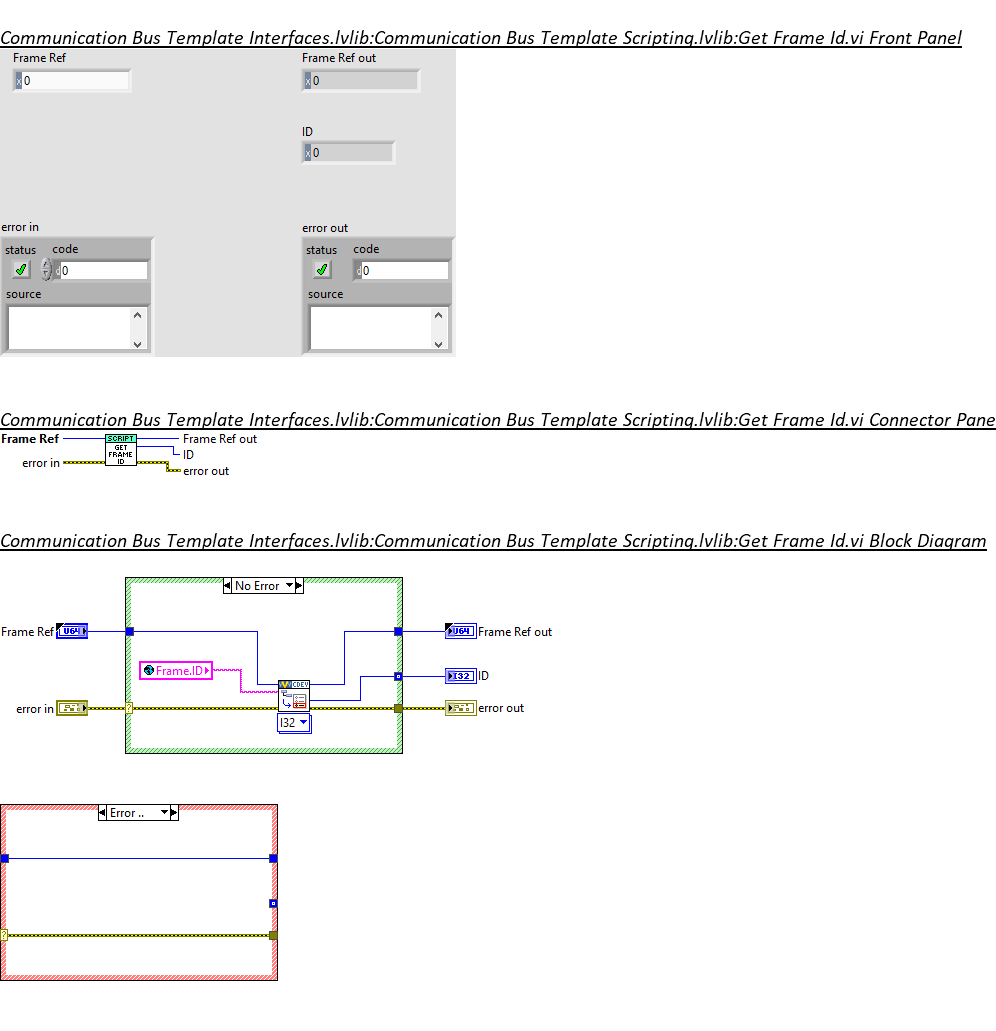 Communication Bus Template Interfaces.lvlib:Communication Bus Template Scripting.lvlib:Get Frame Id.vi Front Panel
Frame Ref
Frame Ref out
x 0
x 0
ID
x 0
error in
error out
status code
status code
d 0
d 0
source
source
Communication Bus Template Interfaces.lvlib:Communication Bus Template Scripting.lvlib:Get Frame Id.vi Connector Pane
Frame Ref
SCRIPT
GET
FRAME
ID
Frame Ref out
ID
error in
error out
Communication Bus Template Interfaces.lvlib:Communication Bus Template Scripting.lvlib:Get Frame Id.vi Block Diagram
No Error
Frame Ref
U64
U64
Frame Ref out
Frame.ID
CDEV
I32
ID
error in
?
error out
I32
Error ..
?